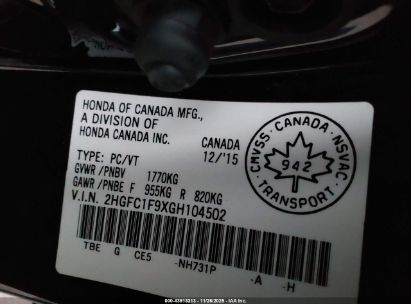 HONDA OF CANADA MFG.,
A DIVISION OF
HONDA CANADA INC.
CANADA
12/'15
TYPE: PC/VT
GVWR /PNBV 1770KG
GAWR /PNBE F 955KG R 820KG
V.I.N. 2HGFC1F9XGH104502
TBE G CE5 -NH731P -A -H
CMVSS · CANADA · NSVAC
942
TRANSPORT